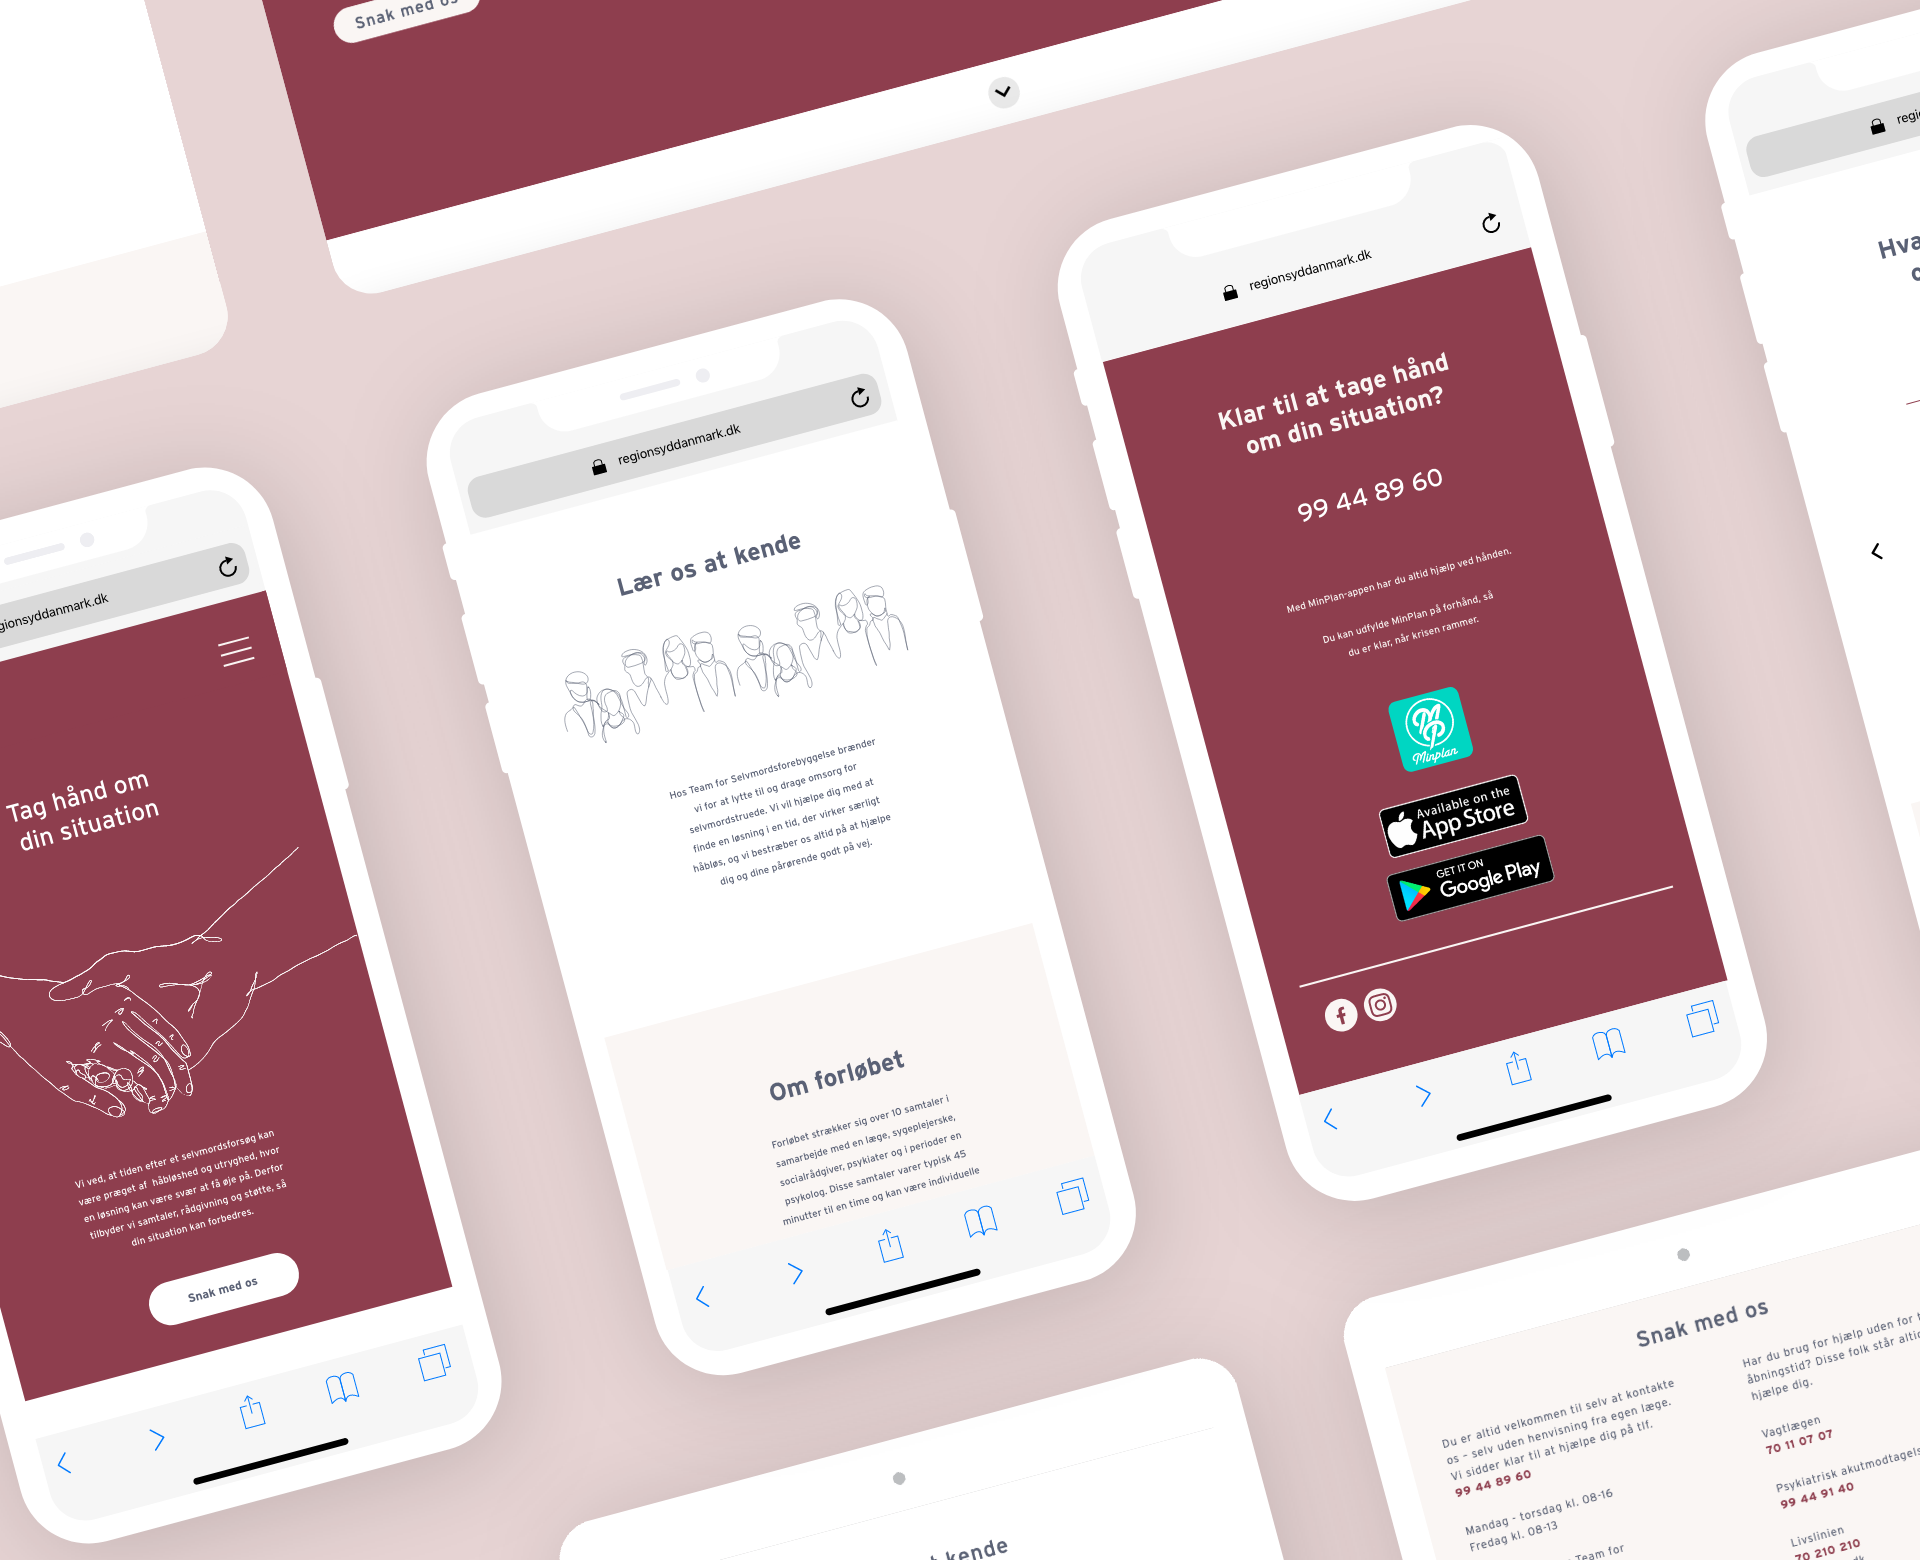 Snak med os
regionsyddanmark.dk
Tag hånd om
din situation
Vi ved, at tiden efter et selvmordsforsøg kan
være præget af håbløshed og utryghed, hvor
en løsning kan være svær at få øje på. Derfor
tilbyder vi samtaler, rådgivning og støtte, så
din situation kan forbedres.
Snak med os
regionsyddanmark.dk
Lær os at kende
Hos Team for Selvmordsforebyggelse brænder
vi for at lytte til og drage omsorg for
selvmordstruede. Vi vil hjælpe dig med at
finde en løsning i en tid, der virker særligt
håbløs, og vi bestræber os altid på at hjælpe
dig og dine pårørende godt på vej.
Om forløbet
Forløbet strækker sig over 10 samtaler i
samarbejde med en læge, sygeplejerske,
socialrådgiver, psykiater og i perioder en
psykolog. Disse samtaler varer typisk 45
minutter til en time og kan være individuelle
regionsyddanmark.dk
Klar til at tage hånd
om din situation?
99 44 89 60
Med MinPlan-appen har du altid hjælp ved hånden.
Du kan udfylde MinPlan på forhånd, så
du er klar, når krisen rammer.
MP
Minplan
Available on the
App Store
GET IT ON
Google Play
regi
Hva
o
t kende
Snak med os
Du er altid velkommen til selv at kontakte
os - selv uden henvisning fra egen læge.
Vi sidder klar til at hjælpe dig på tlf.
99 44 89 60
Mandag - torsdag kl. 08-16
Fredag kl. 08-13
Team for
Har du brug for hjælp uden for
åbningstid? Disse folk står altid
hjælpe dig.
Vagtlægen
70 11 07 07
Psykiatrisk akutmodtagels
99 44 91 40
Livslinien
70 210 210